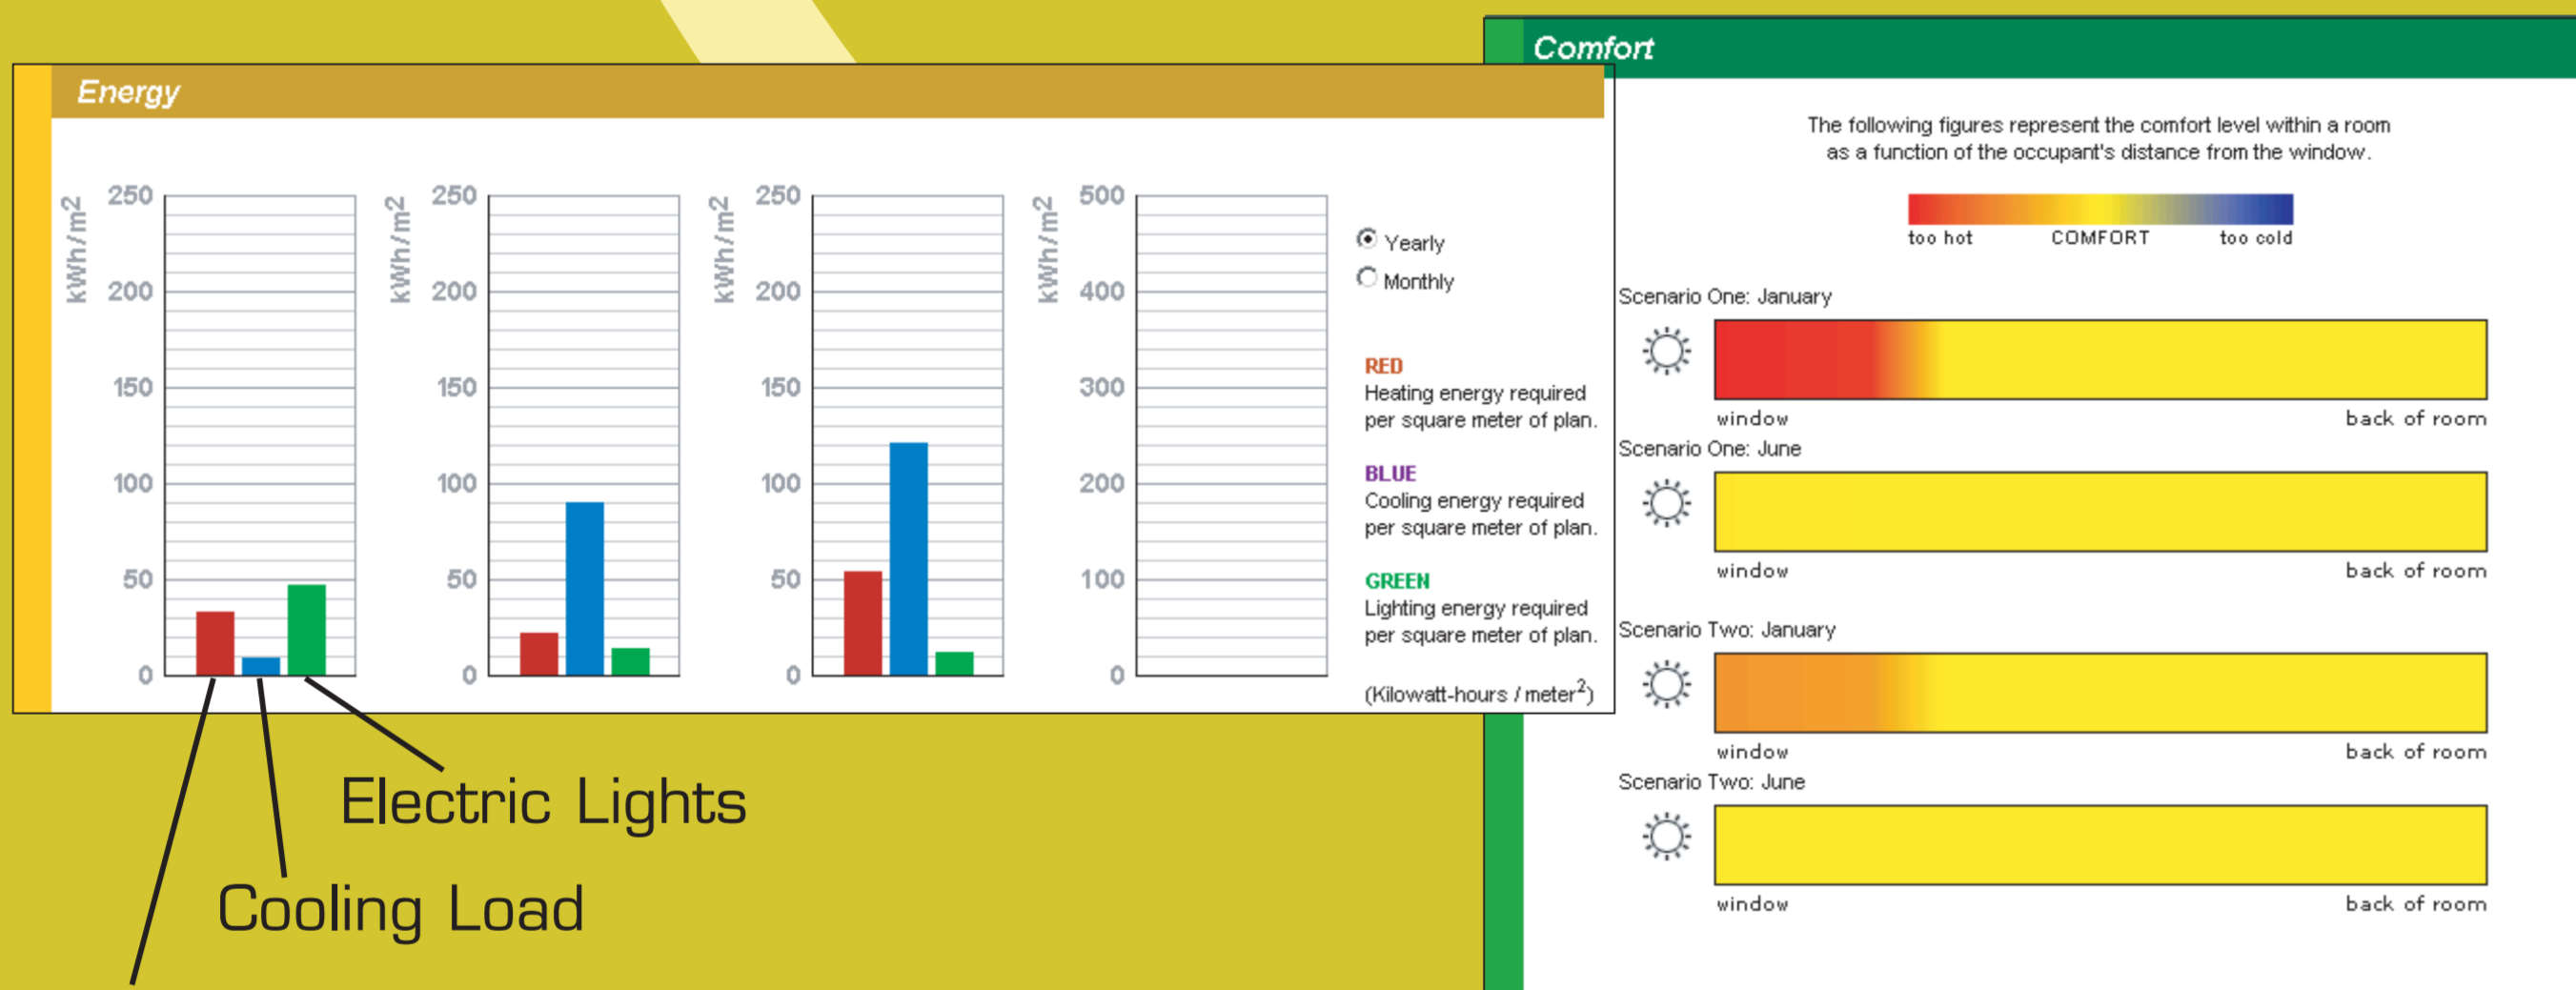 Energy
kWh/m2
250
200
150
100
50
0
kWh/m2
250
200
150
100
50
0
kWh/m2
250
200
150
100
50
0
kWh/m2
500
400
300
200
100
0
Yearly
Monthly
RED
Heating energy required
per square meter of plan.
BLUE
Cooling energy required
per square meter of plan.
GREEN
Lighting energy required
per square meter of plan.
(Kilowatt-hours / meter2)
Electric Lights
Cooling Load
Comfort
The following figures represent the comfort level within a room
as a function of the occupant's distance from the window.
too hot COMFORT too cold
Scenario One: January
window back of room
Scenario One: June
window back of room
Scenario Two: January
window back of room
Scenario Two: June
window back of room